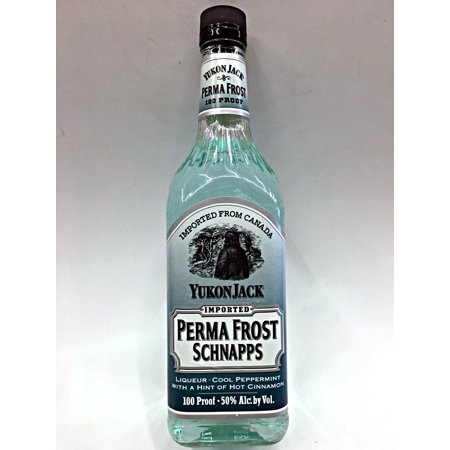 YUKON JACK
PERMA FROST
100 PROOF
IMPORTED FROM CANADA
YUKON JACK
IMPORTED
PERMA FROST
SCHNAPPS
LIQUEUR · COOL PEPPERMINT
WITH A HINT OF HOT CINNAMON
100 Proof · 50% Alc. by Vol.